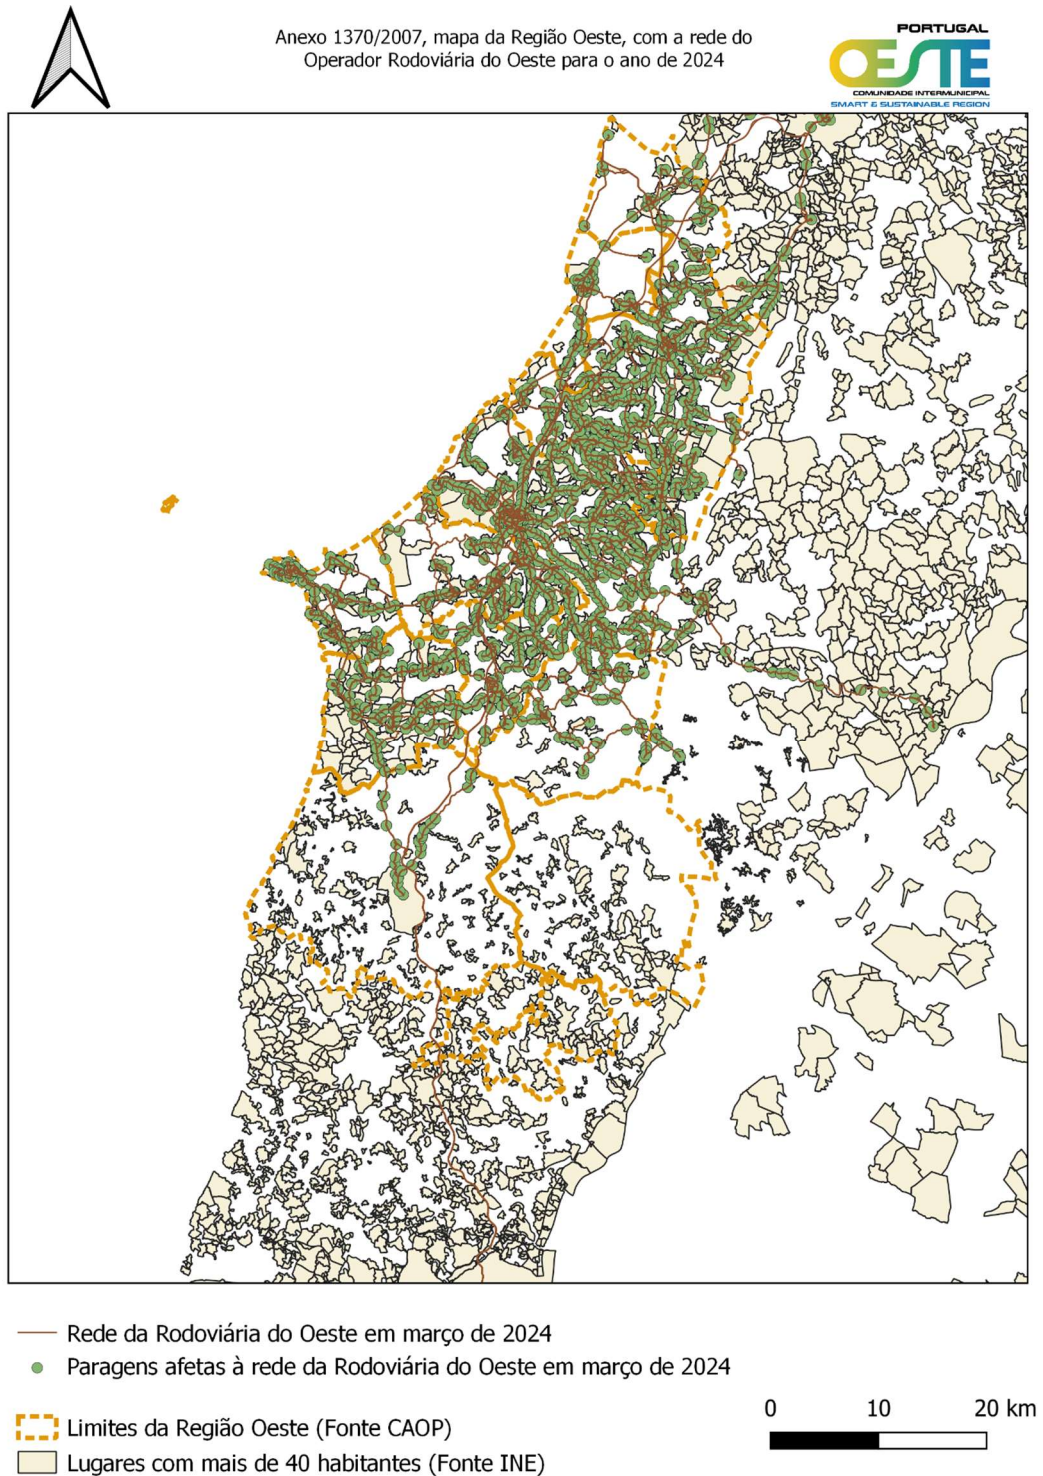 Anexo 1370/2007, mapa da Região Oeste, com a rede do
Operador Rodoviária do Oeste para o ano de 2024
PORTUGAL
OESTE
COMUNIDADE INTERMUNICIPAL
SMART & SUSTAINABLE REGION
Rede da Rodoviária do Oeste em março de 2024
Paragens afetas à rede da Rodoviária do Oeste em março de 2024
Limites da Região Oeste (Fonte CAOP)
Lugares com mais de 40 habitantes (Fonte INE)
0 10 20 km